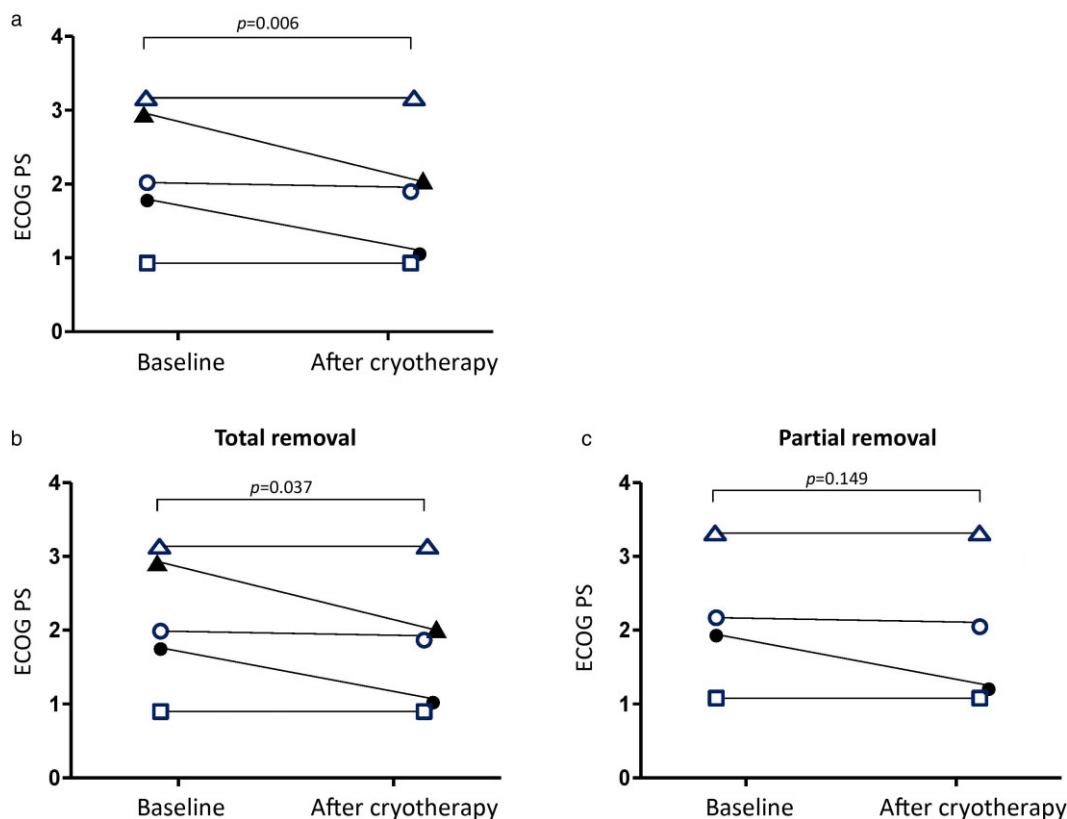 a
p=0.006
4
3
2
1
0
ECOG PS
Baseline After cryotherapy
b Total removal
p=0.037
4
3
2
1
0
ECOG PS
Baseline After cryotherapy
c Partial removal
p=0.149
4
3
2
1
0
ECOG PS
Baseline After cryotherapy